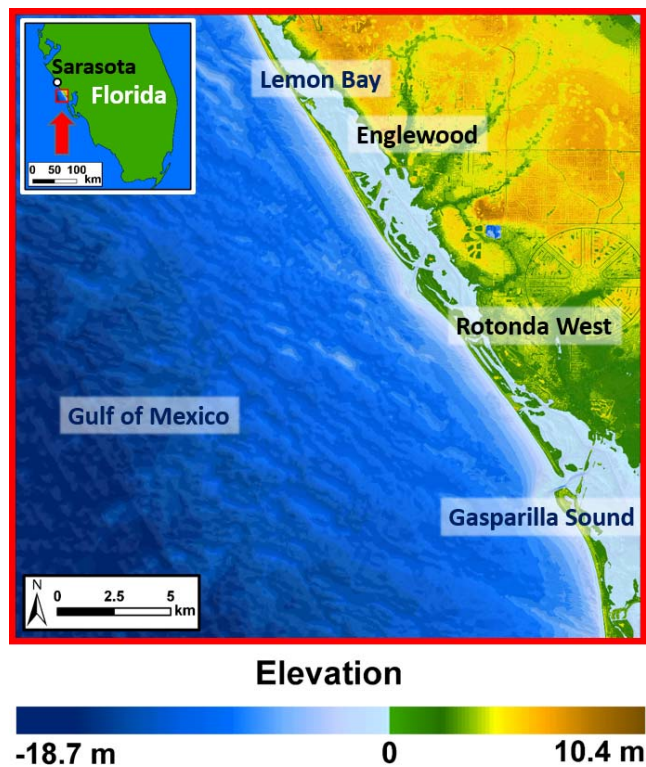 Sarasota
Florida
0 50 100
km
Lemon Bay
Englewood
Rotonda West
Gulf of Mexico
Gasparilla Sound
N
0 2.5 5
km
Elevation
-18.7 m 0 10.4 m